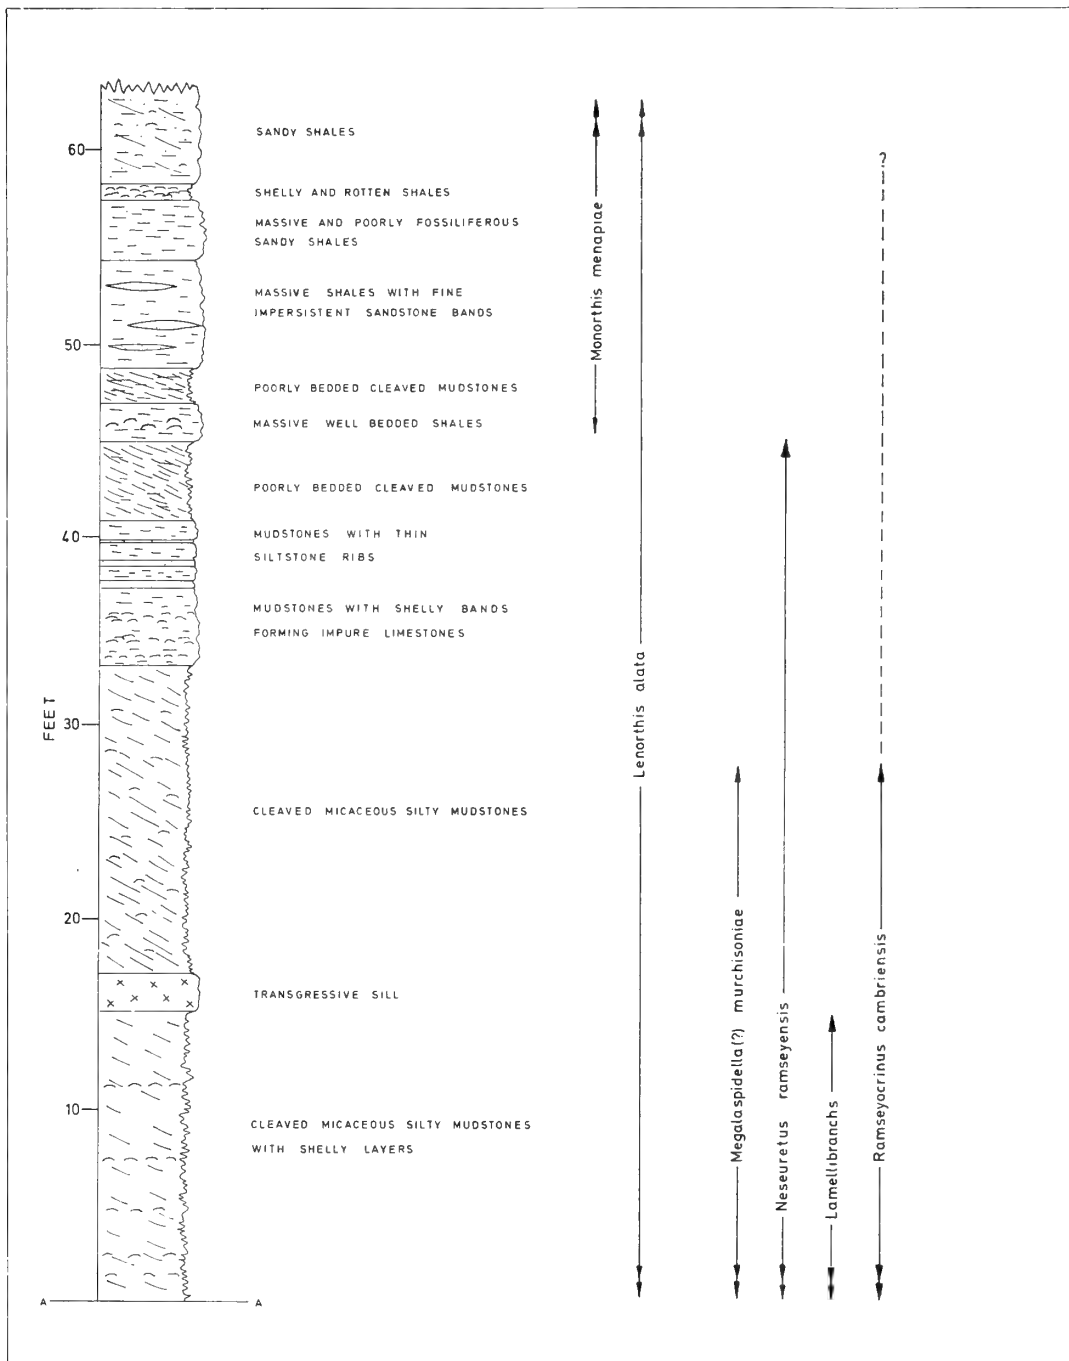 60
50
40
30
20
10
FEET
A
A
SANDY SHALES
SHELLY AND ROTTEN SHALES
MASSIVE AND POORLY FOSSILIFEROUS
SANDY SHALES
MASSIVE SHALES WITH FINE
IMPERSISTENT SANDSTONE BANDS
POORLY BEDDED CLEAVED MUDSTONES
MASSIVE WELL BEDDED SHALES
POORLY BEDDED CLEAVED MUDSTONES
MUDSTONES WITH THIN
SILTSTONE RIBS
MUDSTONES WITH SHELLY BANDS
FORMING IMPURE LIMESTONES
CLEAVED MICACEOUS SILTY MUDSTONES
TRANSGRESSIVE SILL
CLEAVED MICACEOUS SILTY MUDSTONES
WITH SHELLY LAYERS
Monorthis menapiae
Lenorthis alata
Megalaspidella(?) murchisoniae
Neseuretus ramseyensis
Lamellibranchs
Ramseyocrinus cambriensis
?